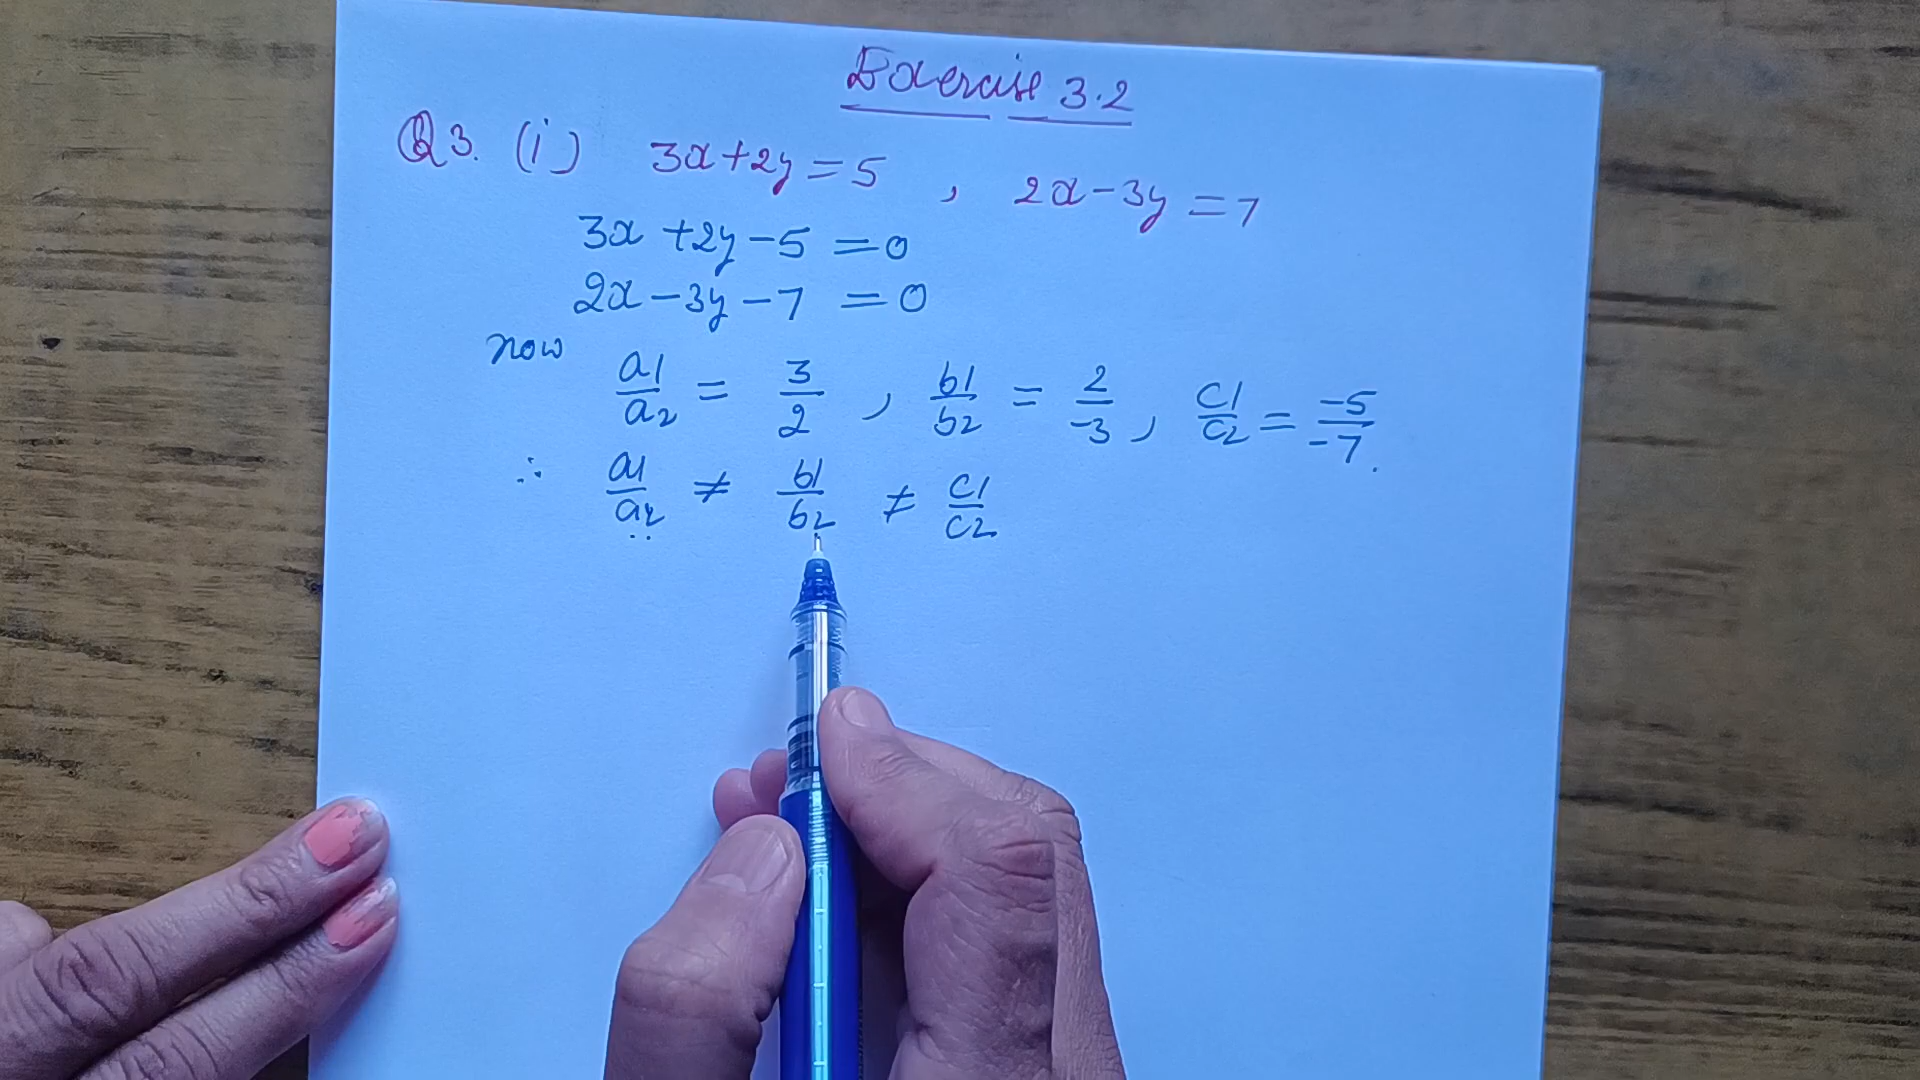 Exercise 3.2
Q3. (i) 3x+2y=5 , 2x-3y=7
3x+2y-5=0
2x-3y-7=0
now a1/a2 = 3/2 , b1/b2 = 2/-3 , c1/c2 = -5/-7 .
∴ a1/a2 ≠ b1/b2 ≠ c1/c2